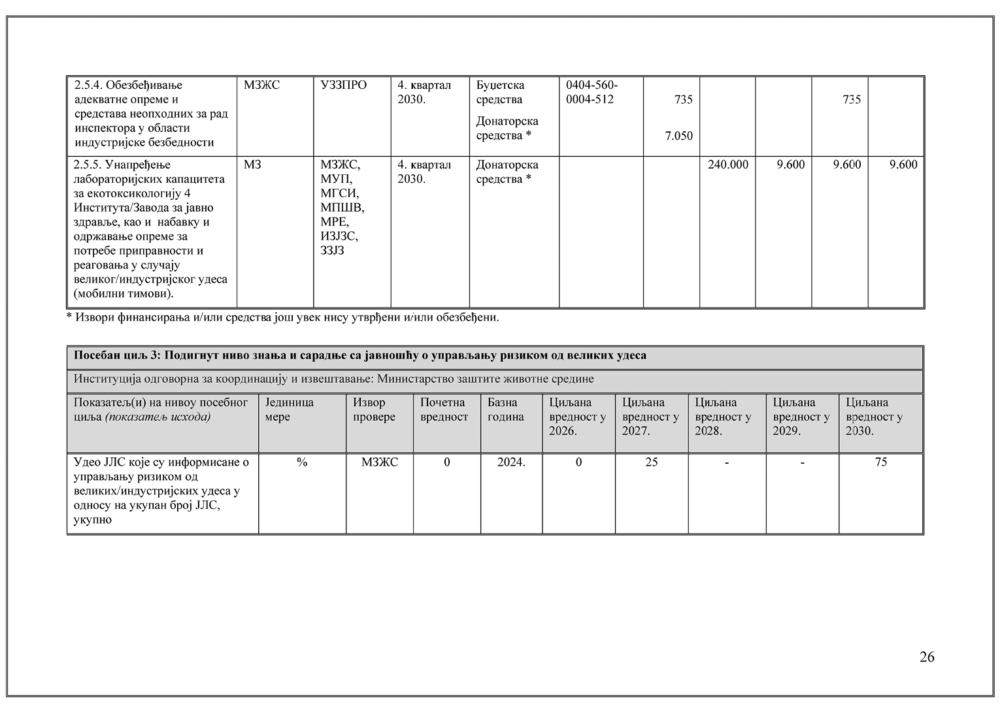 2.5.4. Обезбеђивање
адекватне опреме и
средстава неопходних за рад
инспектора у области
индустријске безбедности
МЗЖС
УЗЗПРО
4. квартал
2030.
Буџетска
средства
Донаторска
средства *
0404-560-
0004-512
735
7.050
735
2.5.5. Унапређење
лабораторијских капацитета
за екотоксикологију 4
Института/Завода за јавно
здравље, као и набавку и
одржавање опреме за
потребе приправности и
реаговања у случају
великог/индустријског удеса
(мобилни тимови).
МЗ
МЗЖС,
МУП,
МГСИ,
МПШВ,
МРЕ,
ИЗЈЗС,
ЗЗЈЗ
4. квартал
2030.
Донаторска
средства *
240.000
9.600
9.600
9.600
* Извори финансирања и/или средства још увек нису утврђени и/или обезбеђени.
Посебан циљ 3: Подигнут ниво знања и сарадње са јавношћу о управљању ризиком од великих удеса
Институција одговорна за координацију и извештавање: Министарство заштите животне средине
Показатељ(и) на нивоу посебног
циља (показатељ исхода)
Јединица
мере
Извор
провере
Почетна
вредност
Базна
година
Циљана
вредност у
2026.
Циљана
вредност у
2027.
Циљана
вредност у
2028.
Циљана
вредност у
2029.
Циљана
вредност у
2030.
Удео ЈЛС које су информисане о
управљању ризиком од
великих/индустријских удеса у
односу на укупан број ЈЛС,
укупно
%
МЗЖС
0
2024.
0
25
-
-
75
26